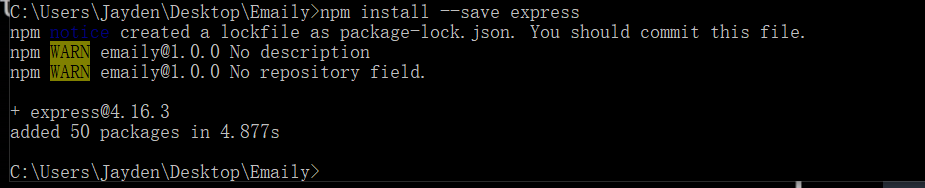 C:\Users\Jayden\Desktop\Emaily>npm install --save express
npm notice created a lockfile as package-lock.json. You should commit this file.
npm WARN emaily@1.0.0 No description
npm WARN emaily@1.0.0 No repository field.
+ express@4.16.3
added 50 packages in 4.877s
C:\Users\Jayden\Desktop\Emaily>